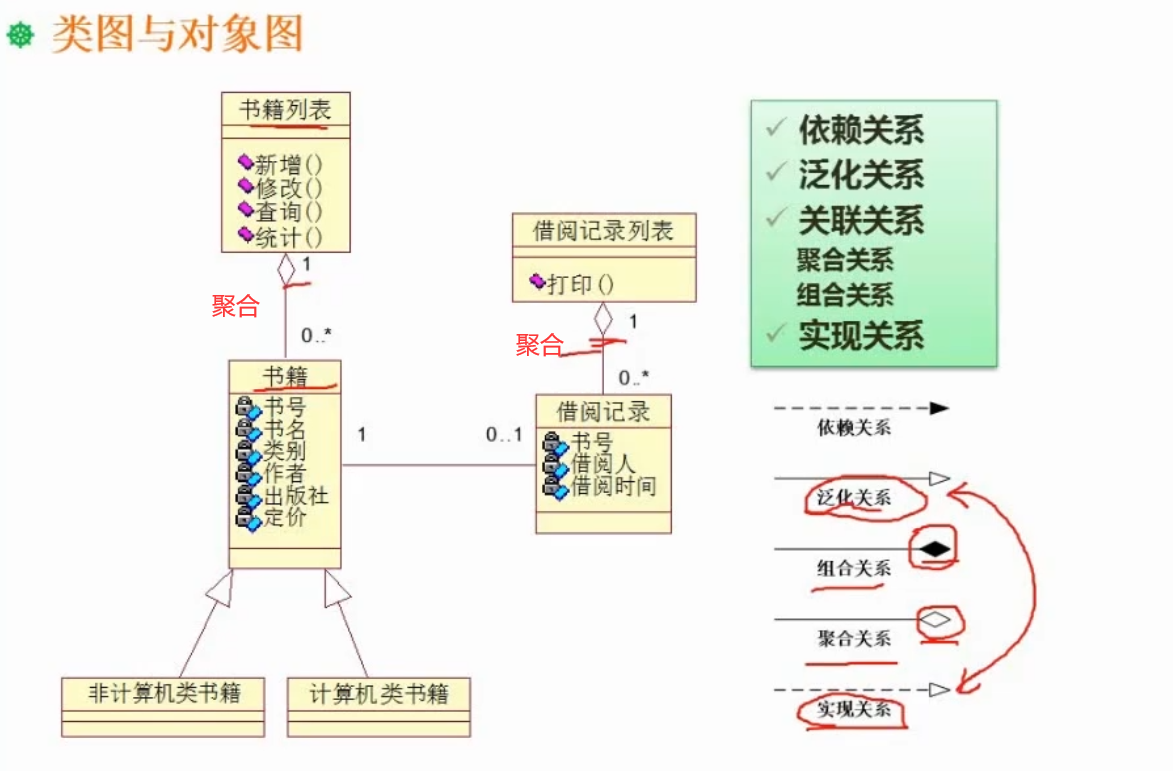 类图与对象图
书籍列表
新增()
修改()
查询()
统计()
1
聚合
0..*
书籍
书号
书名
类别
作者
出版社
定价
1
0..1
借阅记录列表
打印()
1
聚合
0..*
借阅记录
书号
借阅人
借阅时间
非计算机类书籍
计算机类书籍
依赖关系
泛化关系
关联关系
聚合关系
组合关系
实现关系
依赖关系
泛化关系
组合关系
聚合关系
实现关系